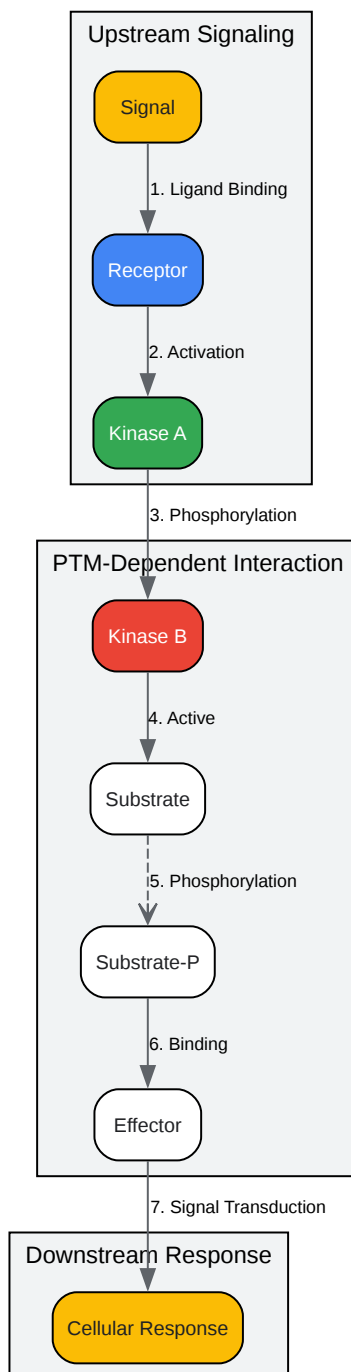 Upstream Signaling
Signal
1. Ligand Binding
Receptor
2. Activation
Kinase A
3. Phosphorylation
PTM-Dependent Interaction
Kinase B
4. Active
Substrate
5. Phosphorylation
Substrate-P
6. Binding
Effector
7. Signal Transduction
Downstream Response
Cellular Response